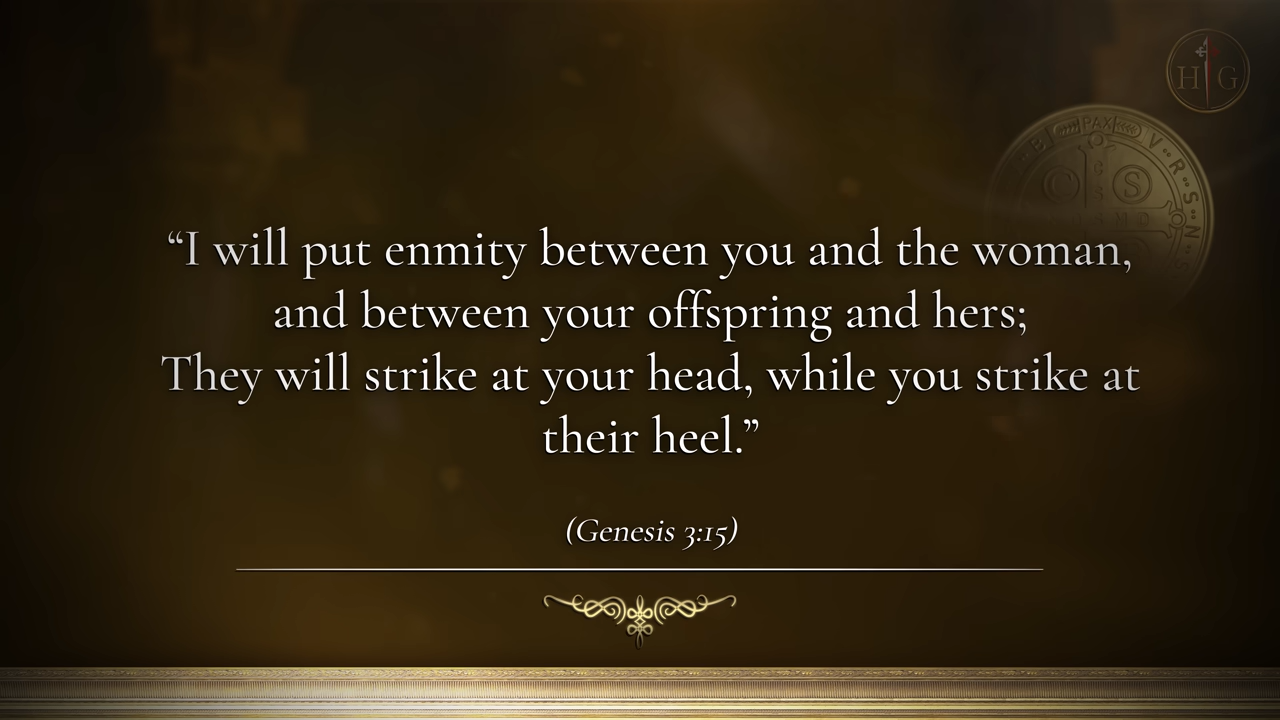 H G
PAX
B
V R S N S
C S
“I will put enmity between you and the woman,
and between your offspring and hers;
They will strike at your head, while you strike at
their heel.”
(Genesis 3:15)